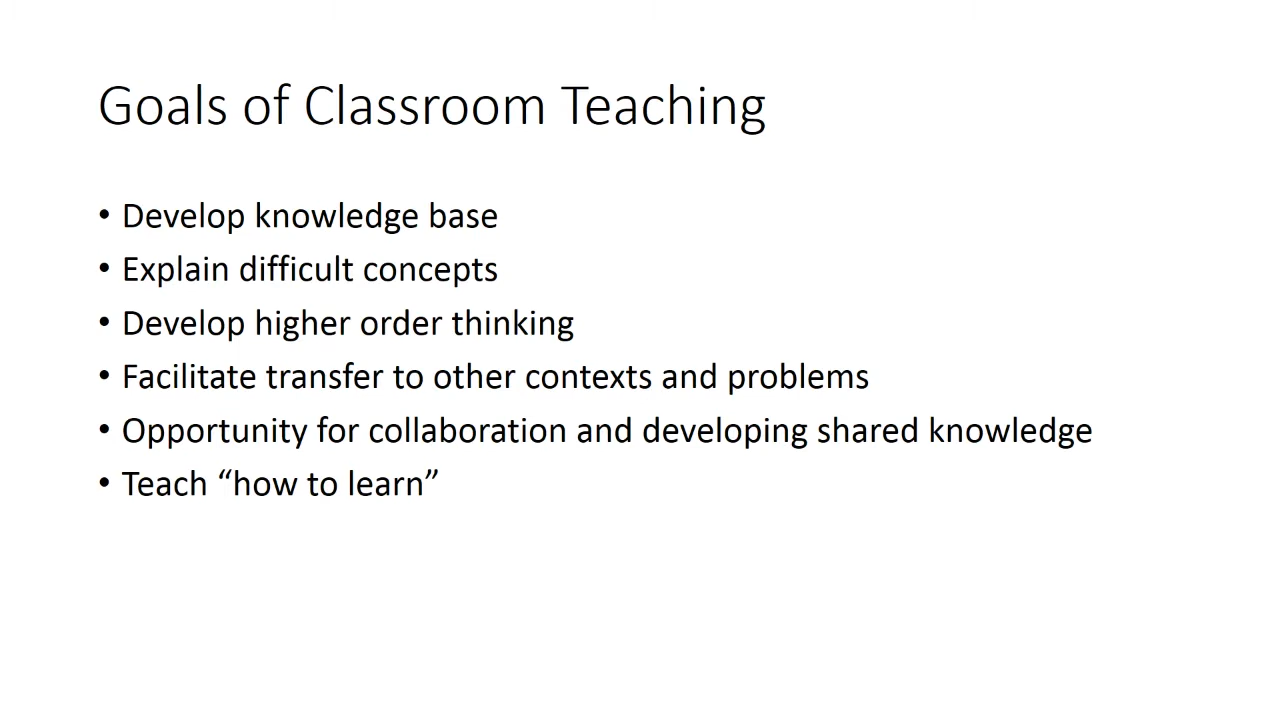 Goals of Classroom Teaching
• Develop knowledge base
• Explain difficult concepts
• Develop higher order thinking
• Facilitate transfer to other contexts and problems
• Opportunity for collaboration and developing shared knowledge
• Teach “how to learn”